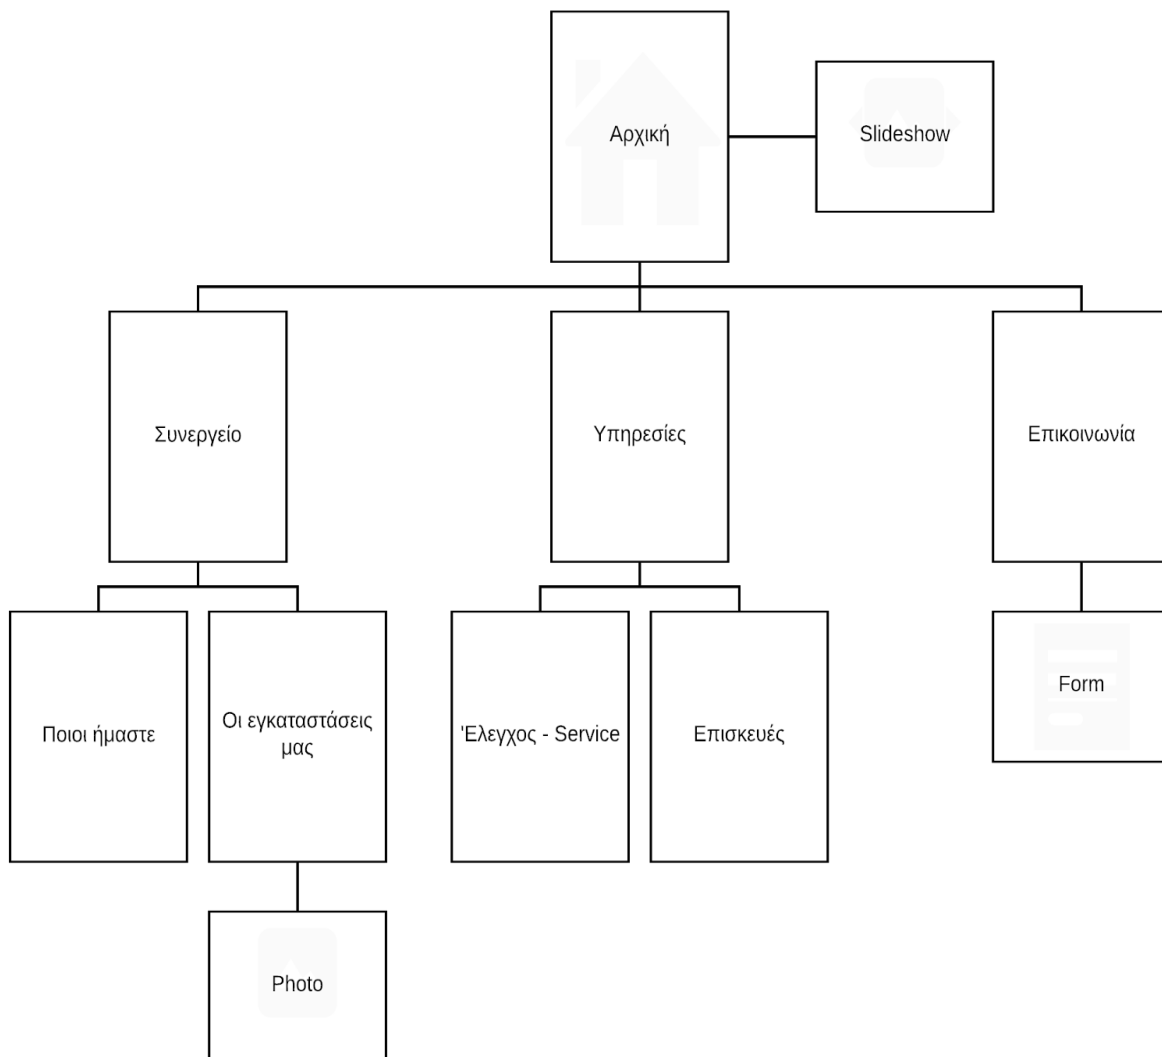 Αρχική
Slideshow
Συνεργείο
Υπηρεσίες
Επικοινωνία
Ποιοι ήμαστε
Οι εγκαταστάσεις
μας
'Ελεγχος - Service
Επισκευές
Form
Photo